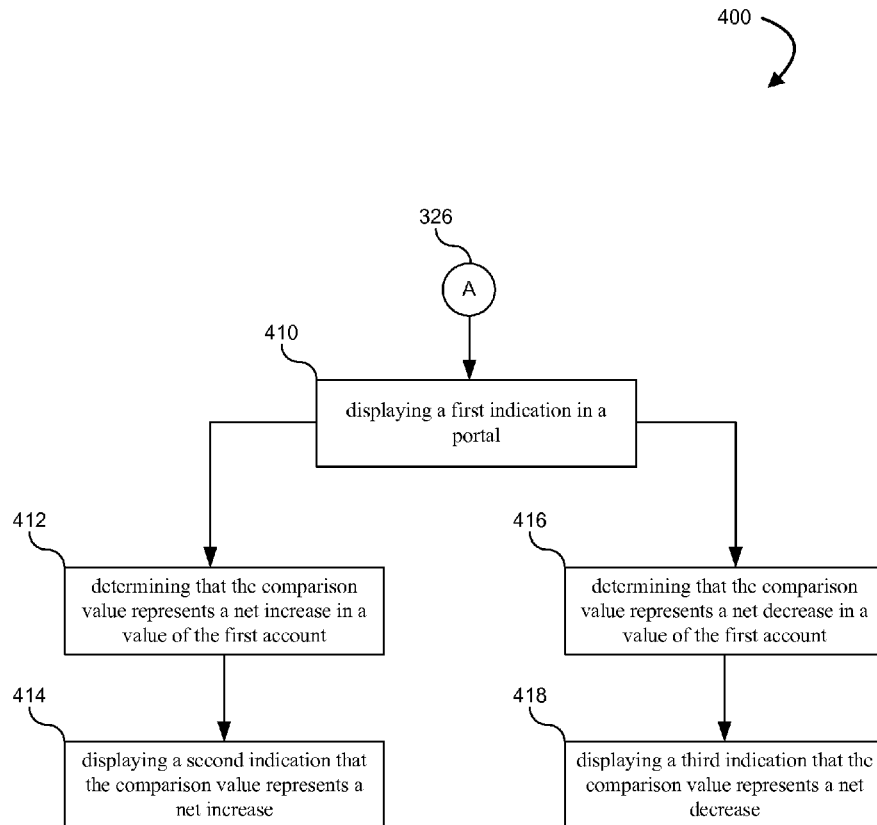 400
326
A
410
displaying a first indication in a
portal
412
determining that the comparison
value represents a net increase in a
value of the first account
416
determining that the comparison
value represents a net decrease in a
value of the first account
414
displaying a second indication that
the comparison value represents a
net increase
418
displaying a third indication that the
comparison value represents a net
decrease